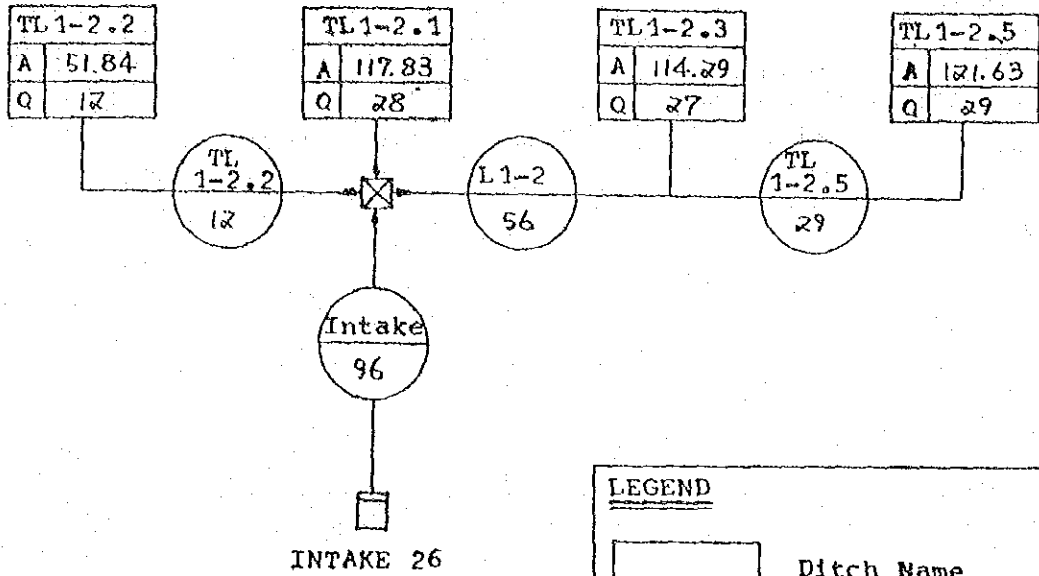 TL 1-2.2
A 51.84
Q 12
TL 1-2.1
A 117.83
Q 28
TL 1-2.3
A 114.29
Q 27
TL 1-2.5
A 121.63
Q 29
TL
1-2.2
12
L 1-2
56
TL
1-2.5
29
Intake
96
INTAKE 26
LEGEND
Ditch Name